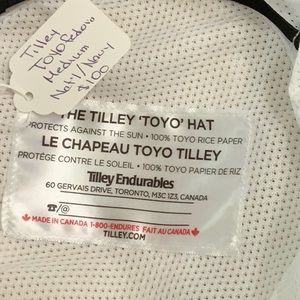 Tilley
TOYO Fedora
Medium
Nat'l/Navy
$100
THE TILLEY 'TOYO' HAT
PROTECTS AGAINST THE SUN • 100% TOYO RICE PAPER
LE CHAPEAU TOYO TILLEY
PROTÈGE CONTRE LE SOLEIL • 100% TOYO PAPIER DE RIZ
Tilley Endurables
60 GERVAIS DRIVE, TORONTO, M3C 1Z3, CANADA
☎/@
MADE IN CANADA 1-800-ENDURES FAIT AU CANADA
TILLEY.COM